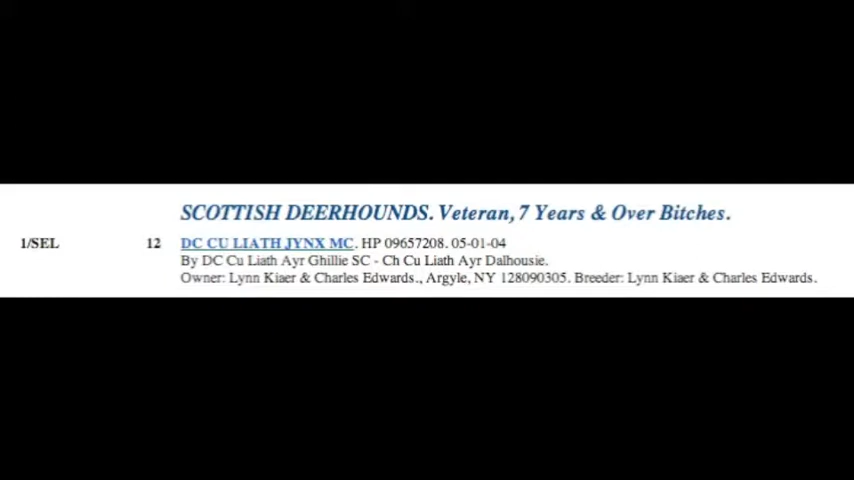 SCOTTISH DEERHOUNDS. Veteran, 7 Years & Over Bitches.
1/SEL 12 DC CU LIATH JYNX MC. HP 09657208. 05-01-04
By DC Cu Liath Ayr Ghillie SC - Ch Cu Liath Ayr Dalhousie.
Owner: Lynn Kiaer & Charles Edwards., Argyle, NY 128090305. Breeder: Lynn Kiaer & Charles Edwards.